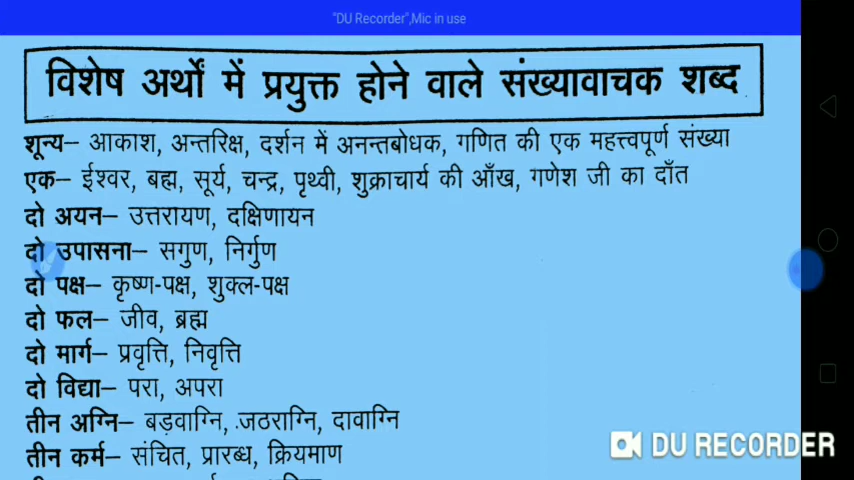 "DU Recorder",Mic in use
विशेष अर्थों में प्रयुक्त होने वाले संख्यावाचक शब्द
शून्य– आकाश, अन्तरिक्ष, दर्शन में अनन्तबोधक, गणित की एक महत्त्वपूर्ण संख्या
एक– ईश्वर, बह्म, सूर्य, चन्द्र, पृथ्वी, शुक्राचार्य की आँख, गणेश जी का दाँत
दो अयन– उत्तरायण, दक्षिणायन
दो उपासना– सगुण, निर्गुण
दो पक्ष– कृष्ण-पक्ष, शुक्ल-पक्ष
दो फल– जीव, ब्रह्म
दो मार्ग– प्रवृत्ति, निवृत्ति
दो विद्या– परा, अपरा
तीन अग्नि– बड़वाग्नि, जठराग्नि, दावाग्नि
तीन कर्म– संचित, प्रारब्ध, क्रियमाण
DU RECORDER